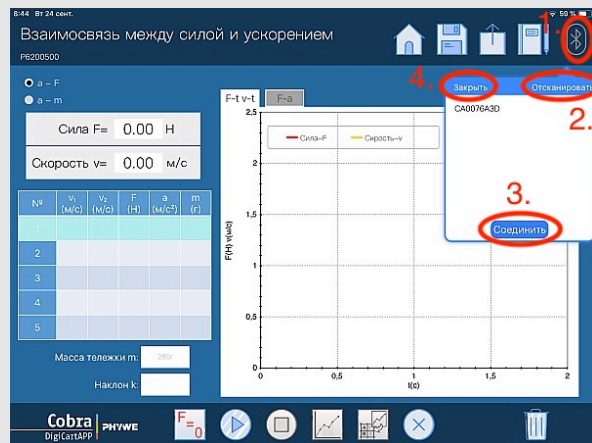 8:44 Вт 24 сент.
59 %
Взаимосвязь между силой и ускорением
P6200500
1.
a – F
a – m
Сила F= 0.00 Н
Скорость v= 0.00 м/с
№ v₁ (м/с) v₂ (м/с) F (Н) a (м/с²) m (г)
1
2
3
4
5
Масса тележки m: 280г
Наклон k:
F-t v-t F-a
Сила-F Скрость-v
F(Н) v(м/с)
2,5
2
1,5
1
0,5
0
0 0,5 1 1,5 2
t(c)
4.
Закрыть Отсканировать
2.
CA0076A3D
3.
Соединить
Cobra DigiCartAPP PHYWE
F=0